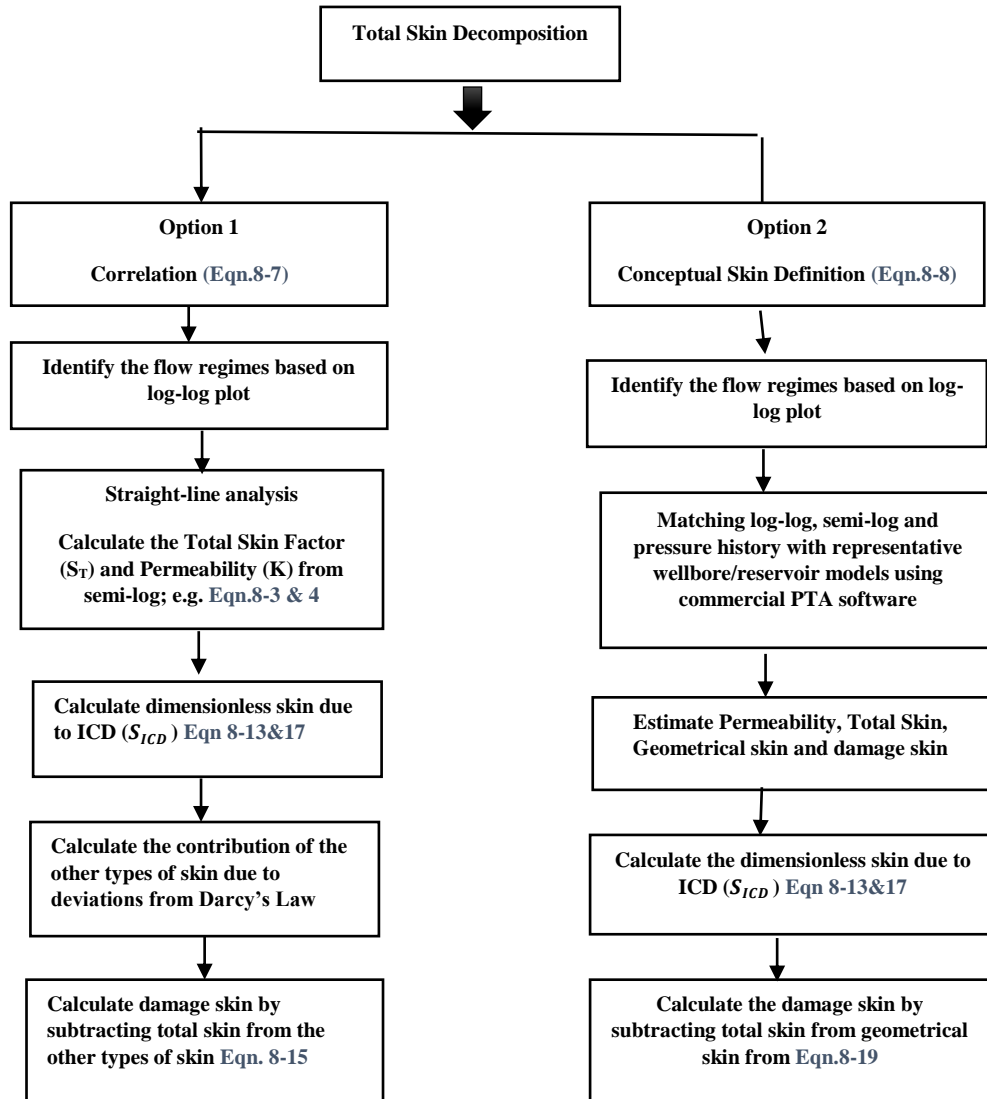 Total Skin Decomposition
Option 1
Correlation (Eqn.8-7)
Identify the flow regimes based on
log-log plot
Straight-line analysis
Calculate the Total Skin Factor
(S_T) and Permeability (K) from
semi-log; e.g. Eqn.8-3 & 4
Calculate dimensionless skin due
to ICD (S_ICD) Eqn 8-13&17
Calculate the contribution of the
other types of skin due to
deviations from Darcy's Law
Calculate damage skin by
subtracting total skin from the
other types of skin Eqn. 8-15
Option 2
Conceptual Skin Definition (Eqn.8-8)
Identify the flow regimes based on log-
log plot
Matching log-log, semi-log and
pressure history with representative
wellbore/reservoir models using
commercial PTA software
Estimate Permeability, Total Skin,
Geometrical skin and damage skin
Calculate the dimensionless skin due to
ICD (S_ICD) Eqn 8-13&17
Calculate the damage skin by
subtracting total skin from geometrical
skin from Eqn.8-19